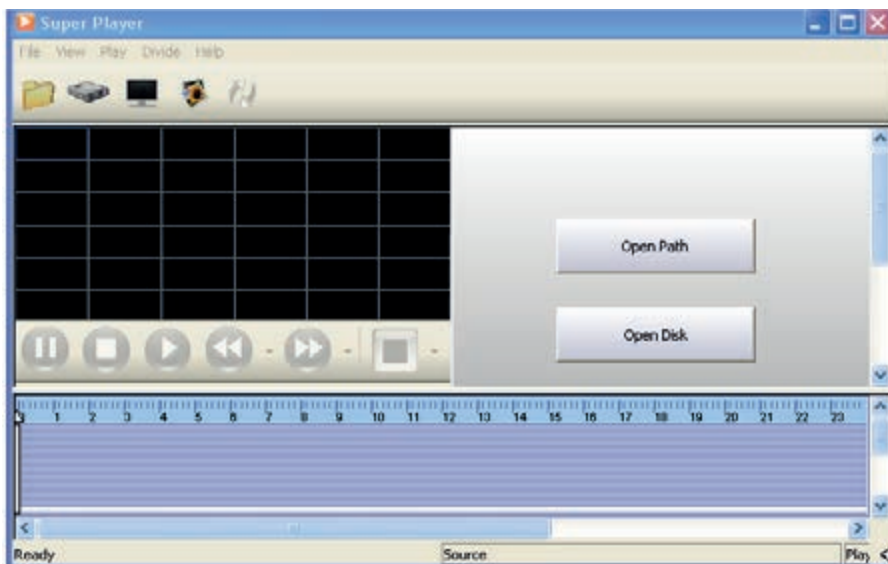 Super Player
File View Play Divide Help
Open Path
Open Disk
0 1 2 3 4 5 6 7 8 9 10 11 12 13 14 15 16 17 18 19 20 21 22 23
Ready Source Play